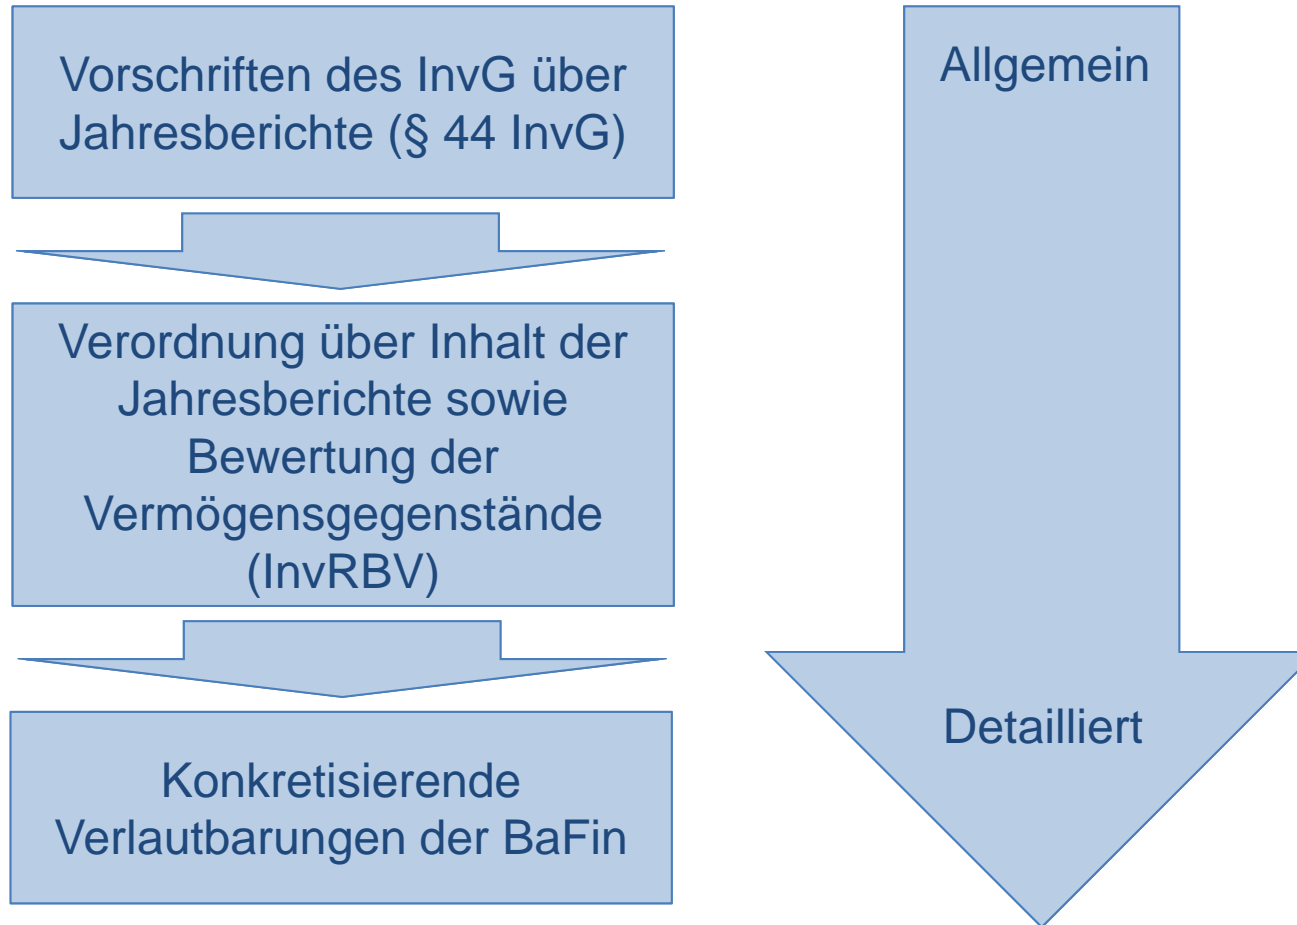 Vorschriften des InvG über
Jahresberichte (§ 44 InvG)
Verordnung über Inhalt der
Jahresberichte sowie
Bewertung der
Vermögensgegenstände
(InvRBV)
Konkretisierende
Verlautbarungen der BaFin
Allgemein
Detailliert